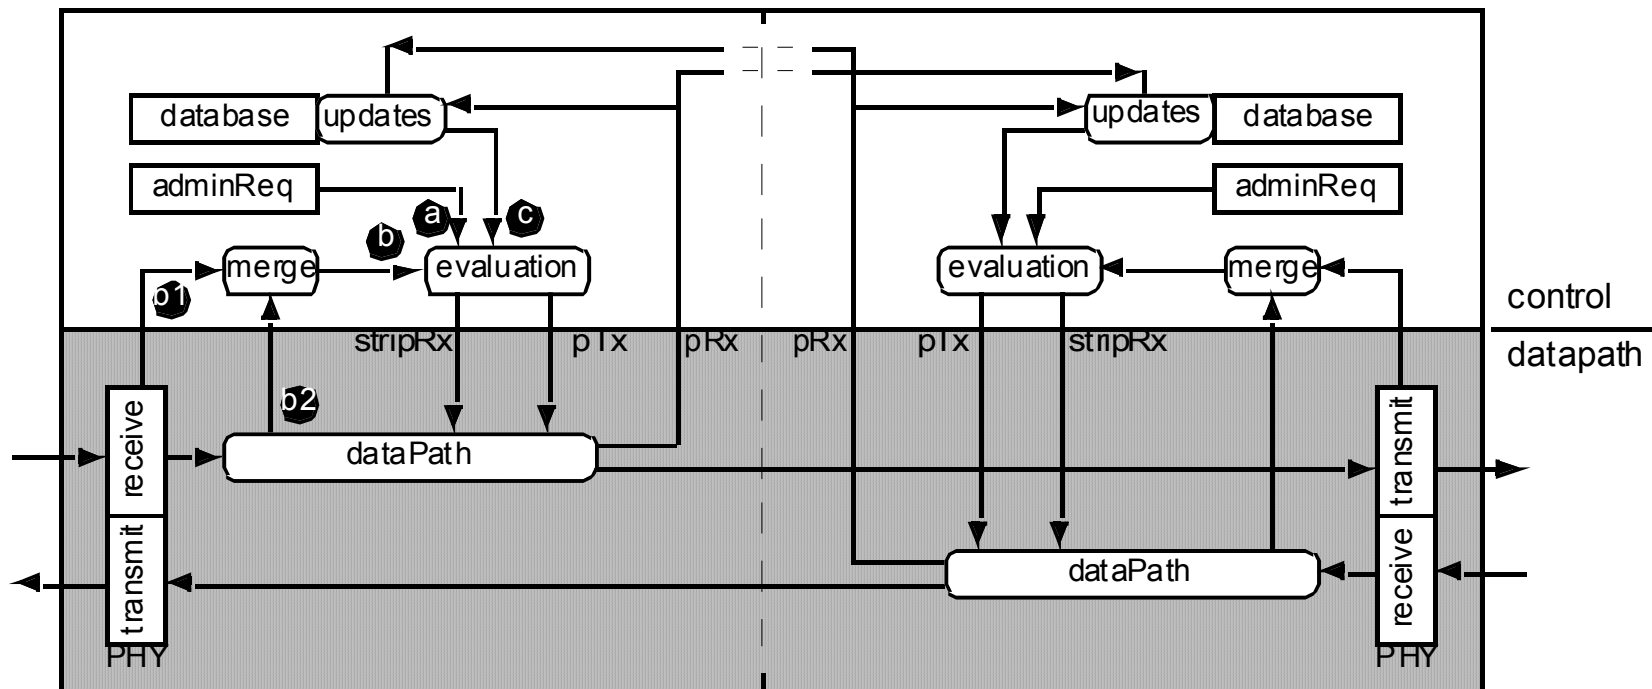 database
updates
updates
database
adminReq
adminReq
a
c
b
merge
evaluation
evaluation
merge
b1
control
stripRx
pTx
pRx
pRx
pTx
stripRx
datapath
b2
receive
dataPath
transmit
transmit
dataPath
receive
PHY
PHY